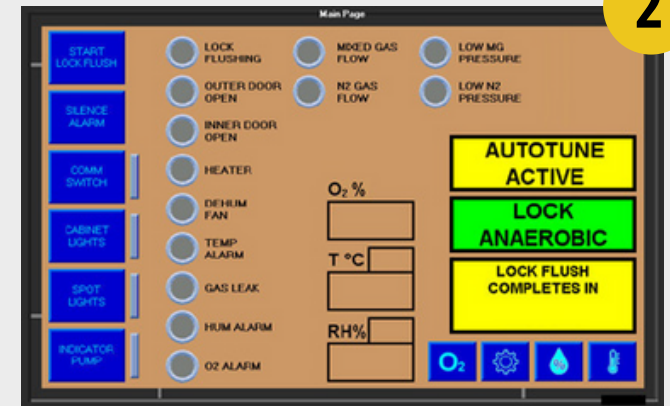 Main Page
2
START
LOCK FLUSH
SILENCE
ALARM
COMM
SWITCH
CABINET
LIGHTS
SPOT
LIGHTS
INDICATOR
PUMP
LOCK
FLUSHING
OUTER DOOR
OPEN
INNER DOOR
OPEN
HEATER
DEHUM
FAN
TEMP
ALARM
GAS LEAK
HUM ALARM
O2 ALARM
MIXED GAS
FLOW
N2 GAS
FLOW
LOW MG
PRESSURE
LOW N2
PRESSURE
O₂ %
T °C
RH%
AUTOTUNE
ACTIVE
LOCK
ANAEROBIC
LOCK FLUSH
COMPLETES IN
O₂